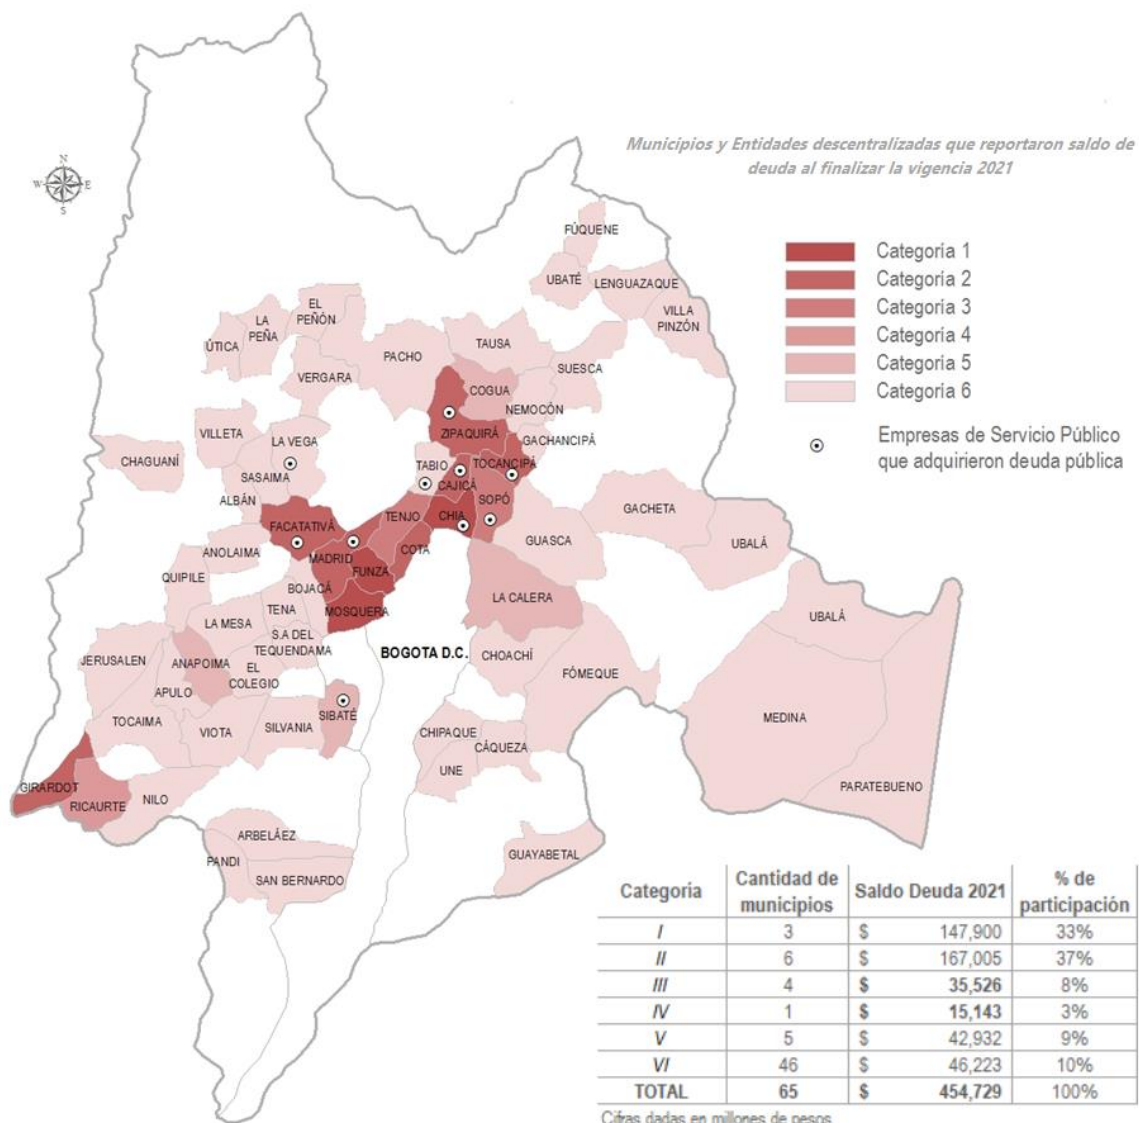 Municipios y Entidades descentralizadas que reportaron saldo de
deuda al finalizar la vigencia 2021
N
W E
S
Categoria 1
Categoria 2
Categoria 3
Categoria 4
Categoria 5
Categoria 6
Empresas de Servicio Público
que adquirieron deuda pública
FÚQUENE
UBATÉ
LENGUAZAQUE
VILLA
PINZÓN
EL
PEÑÓN
LA
PEÑA
ÚTICA
VERGARA
PACHO
TAUSA
SUESCA
COGUA
NEMOCÓN
GACHANCIPÁ
ZIPAQUIRÁ
VILLETA
LA VEGA
CHAGUANÍ
SASAIMA
TABIO
TOCANCIPÁ
CAJICÁ
SOPÓ
ALBÁN
FACATATIVÁ
TENJO
CHIA
GACHETA
UBALÁ
GUASCA
COTA
ANOLAIMA
MADRID
FUNZA
QUIPILE
BOJACÁ
LA CALERA
TENA
MOSQUERA
UBALÁ
LA MESA
S.A DEL
TEQUENDAMA
BOGOTA D.C.
CHOACHÍ
JERUSALEN
ANAPOIMA
EL
COLEGIO
FÓMEQUE
APULO
TOCAIMA
VIOTA
SILVANIA
SIBATÉ
MEDINA
CHIPAQUE
CÁQUEZA
UNE
PARATEBUENO
GIRARDOT
RICAURTE
NILO
ARBELÁEZ
PANDI
SAN BERNARDO
GUAYABETAL
Categoria Cantidad de municipios Saldo Deuda 2021 % de participación
I 3 $ 147,900 33%
II 6 $ 167,005 37%
III 4 $ 35,526 8%
IV 1 $ 15,143 3%
V 5 $ 42,932 9%
VI 46 $ 46,223 10%
TOTAL 65 $ 454,729 100%
Cifras dadas en millones de pesos